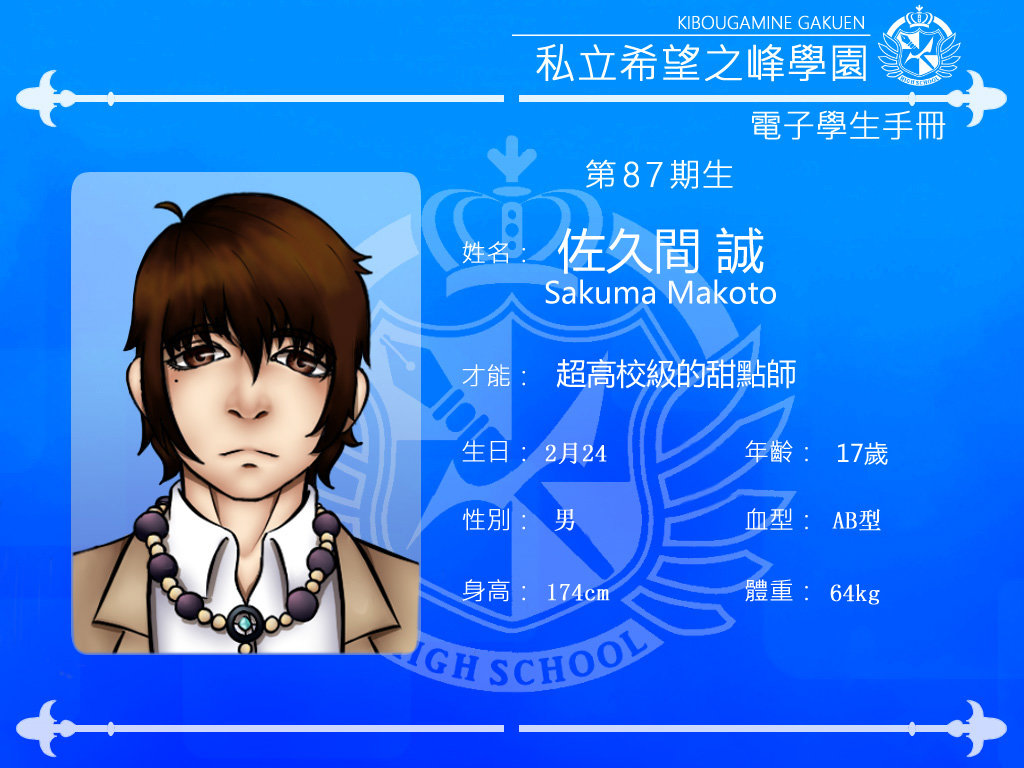 KIBOUGAMINE GAKUEN
私立希望之峰學園
HIGH SCHOOL
電子學生手冊
第87期生
姓名： 佐久間 誠
Sakuma Makoto
才能： 超高校級的甜點師
生日： 2月24 年齡： 17歲
性別： 男 血型： AB型
身高： 174cm 體重： 64kg
HIGH SCHOOL